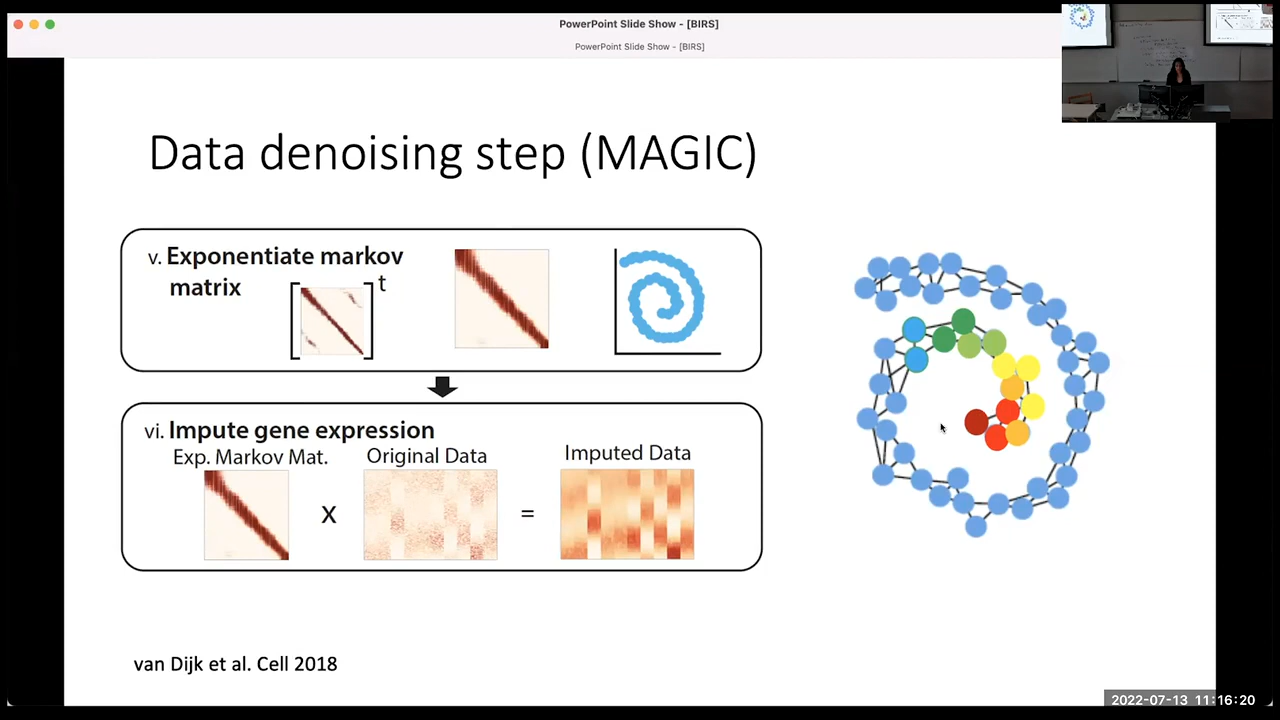 PowerPoint Slide Show - [BIRS]
PowerPoint Slide Show - [BIRS]
Data denoising step (MAGIC)
v. Exponentiate markov
matrix
t
vi. Impute gene expression
Exp. Markov Mat.
Original Data
Imputed Data
X
=
van Dijk et al. Cell 2018
2022-07-13 11:16:20